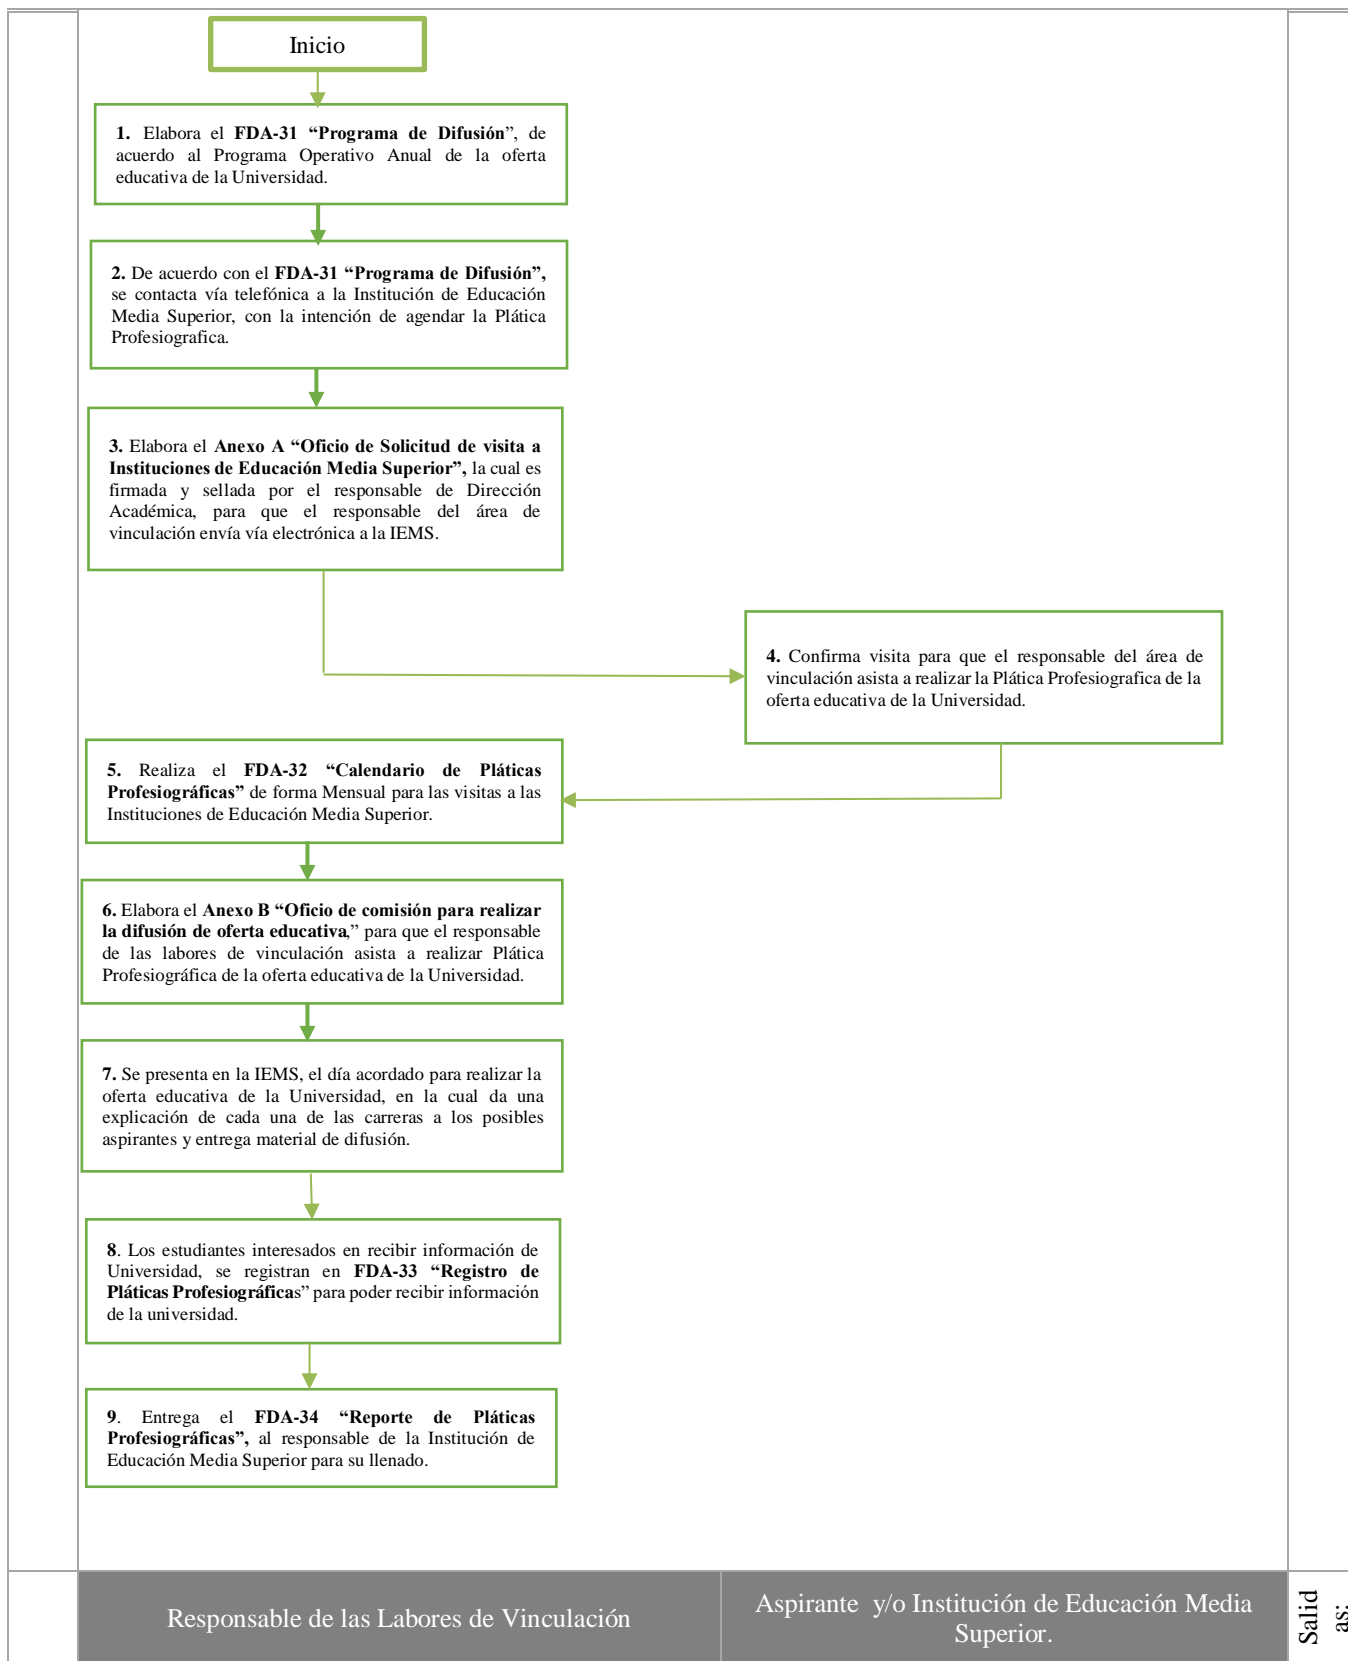 Inicio
1. Elabora el FDA-31 “Programa de Difusión”, de
acuerdo al Programa Operativo Anual de la oferta
educativa de la Universidad.
2. De acuerdo con el FDA-31 “Programa de Difusión”,
se contacta vía telefónica a la Institución de Educación
Media Superior, con la intención de agendar la Plática
Profesiografica.
3. Elabora el Anexo A “Oficio de Solicitud de visita a
Instituciones de Educación Media Superior”, la cual es
firmada y sellada por el responsable de Dirección
Académica, para que el responsable del área de
vinculación envía vía electrónica a la IEMS.
4. Confirma visita para que el responsable del área de
vinculación asista a realizar la Plática Profesiografica de la
oferta educativa de la Universidad.
5. Realiza el FDA-32 “Calendario de Pláticas
Profesiográficas” de forma Mensual para las visitas a las
Instituciones de Educación Media Superior.
6. Elabora el Anexo B “Oficio de comisión para realizar
la difusión de oferta educativa,” para que el responsable
de las labores de vinculación asista a realizar Plática
Profesiográfica de la oferta educativa de la Universidad.
7. Se presenta en la IEMS, el día acordado para realizar la
oferta educativa de la Universidad, en la cual da una
explicación de cada una de las carreras a los posibles
aspirantes y entrega material de difusión.
8. Los estudiantes interesados en recibir información de
Universidad, se registran en FDA-33 “Registro de
Pláticas Profesiográficas” para poder recibir información
de la universidad.
9. Entrega el FDA-34 “Reporte de Pláticas
Profesiográficas”, al responsable de la Institución de
Educación Media Superior para su llenado.
Responsable de las Labores de Vinculación
Aspirante y/o Institución de Educación Media
Superior.
Salid
as: